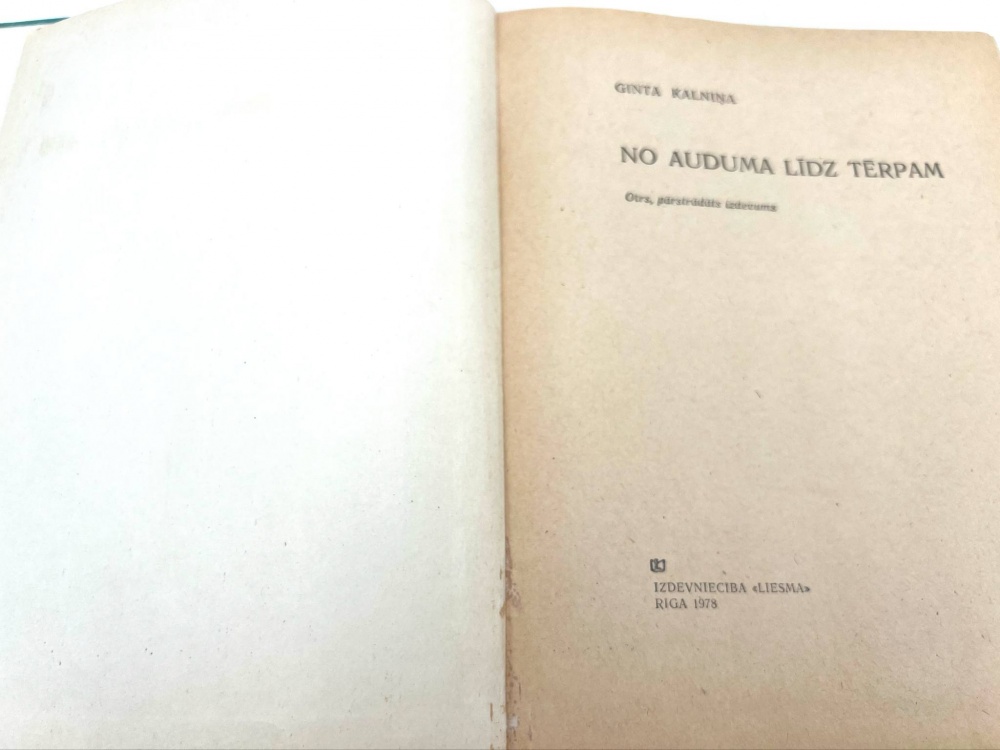 GINTA KALNIŅA
NO AUDUMA LĪDZ TĒRPAM
Otrs, pārstrādāts izdevums
IZDEVNIECĪBA «LIESMA»
RĪGA 1978